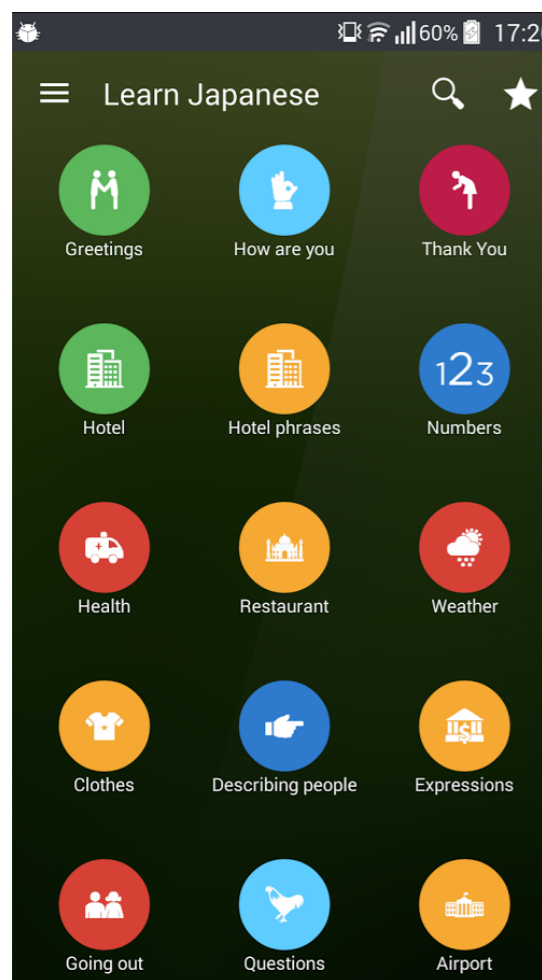 60% 17:2
Learn Japanese
Greetings How are you Thank You
123
Hotel Hotel phrases Numbers
Health Restaurant Weather
Clothes Describing people Expressions
Going out Questions Airport